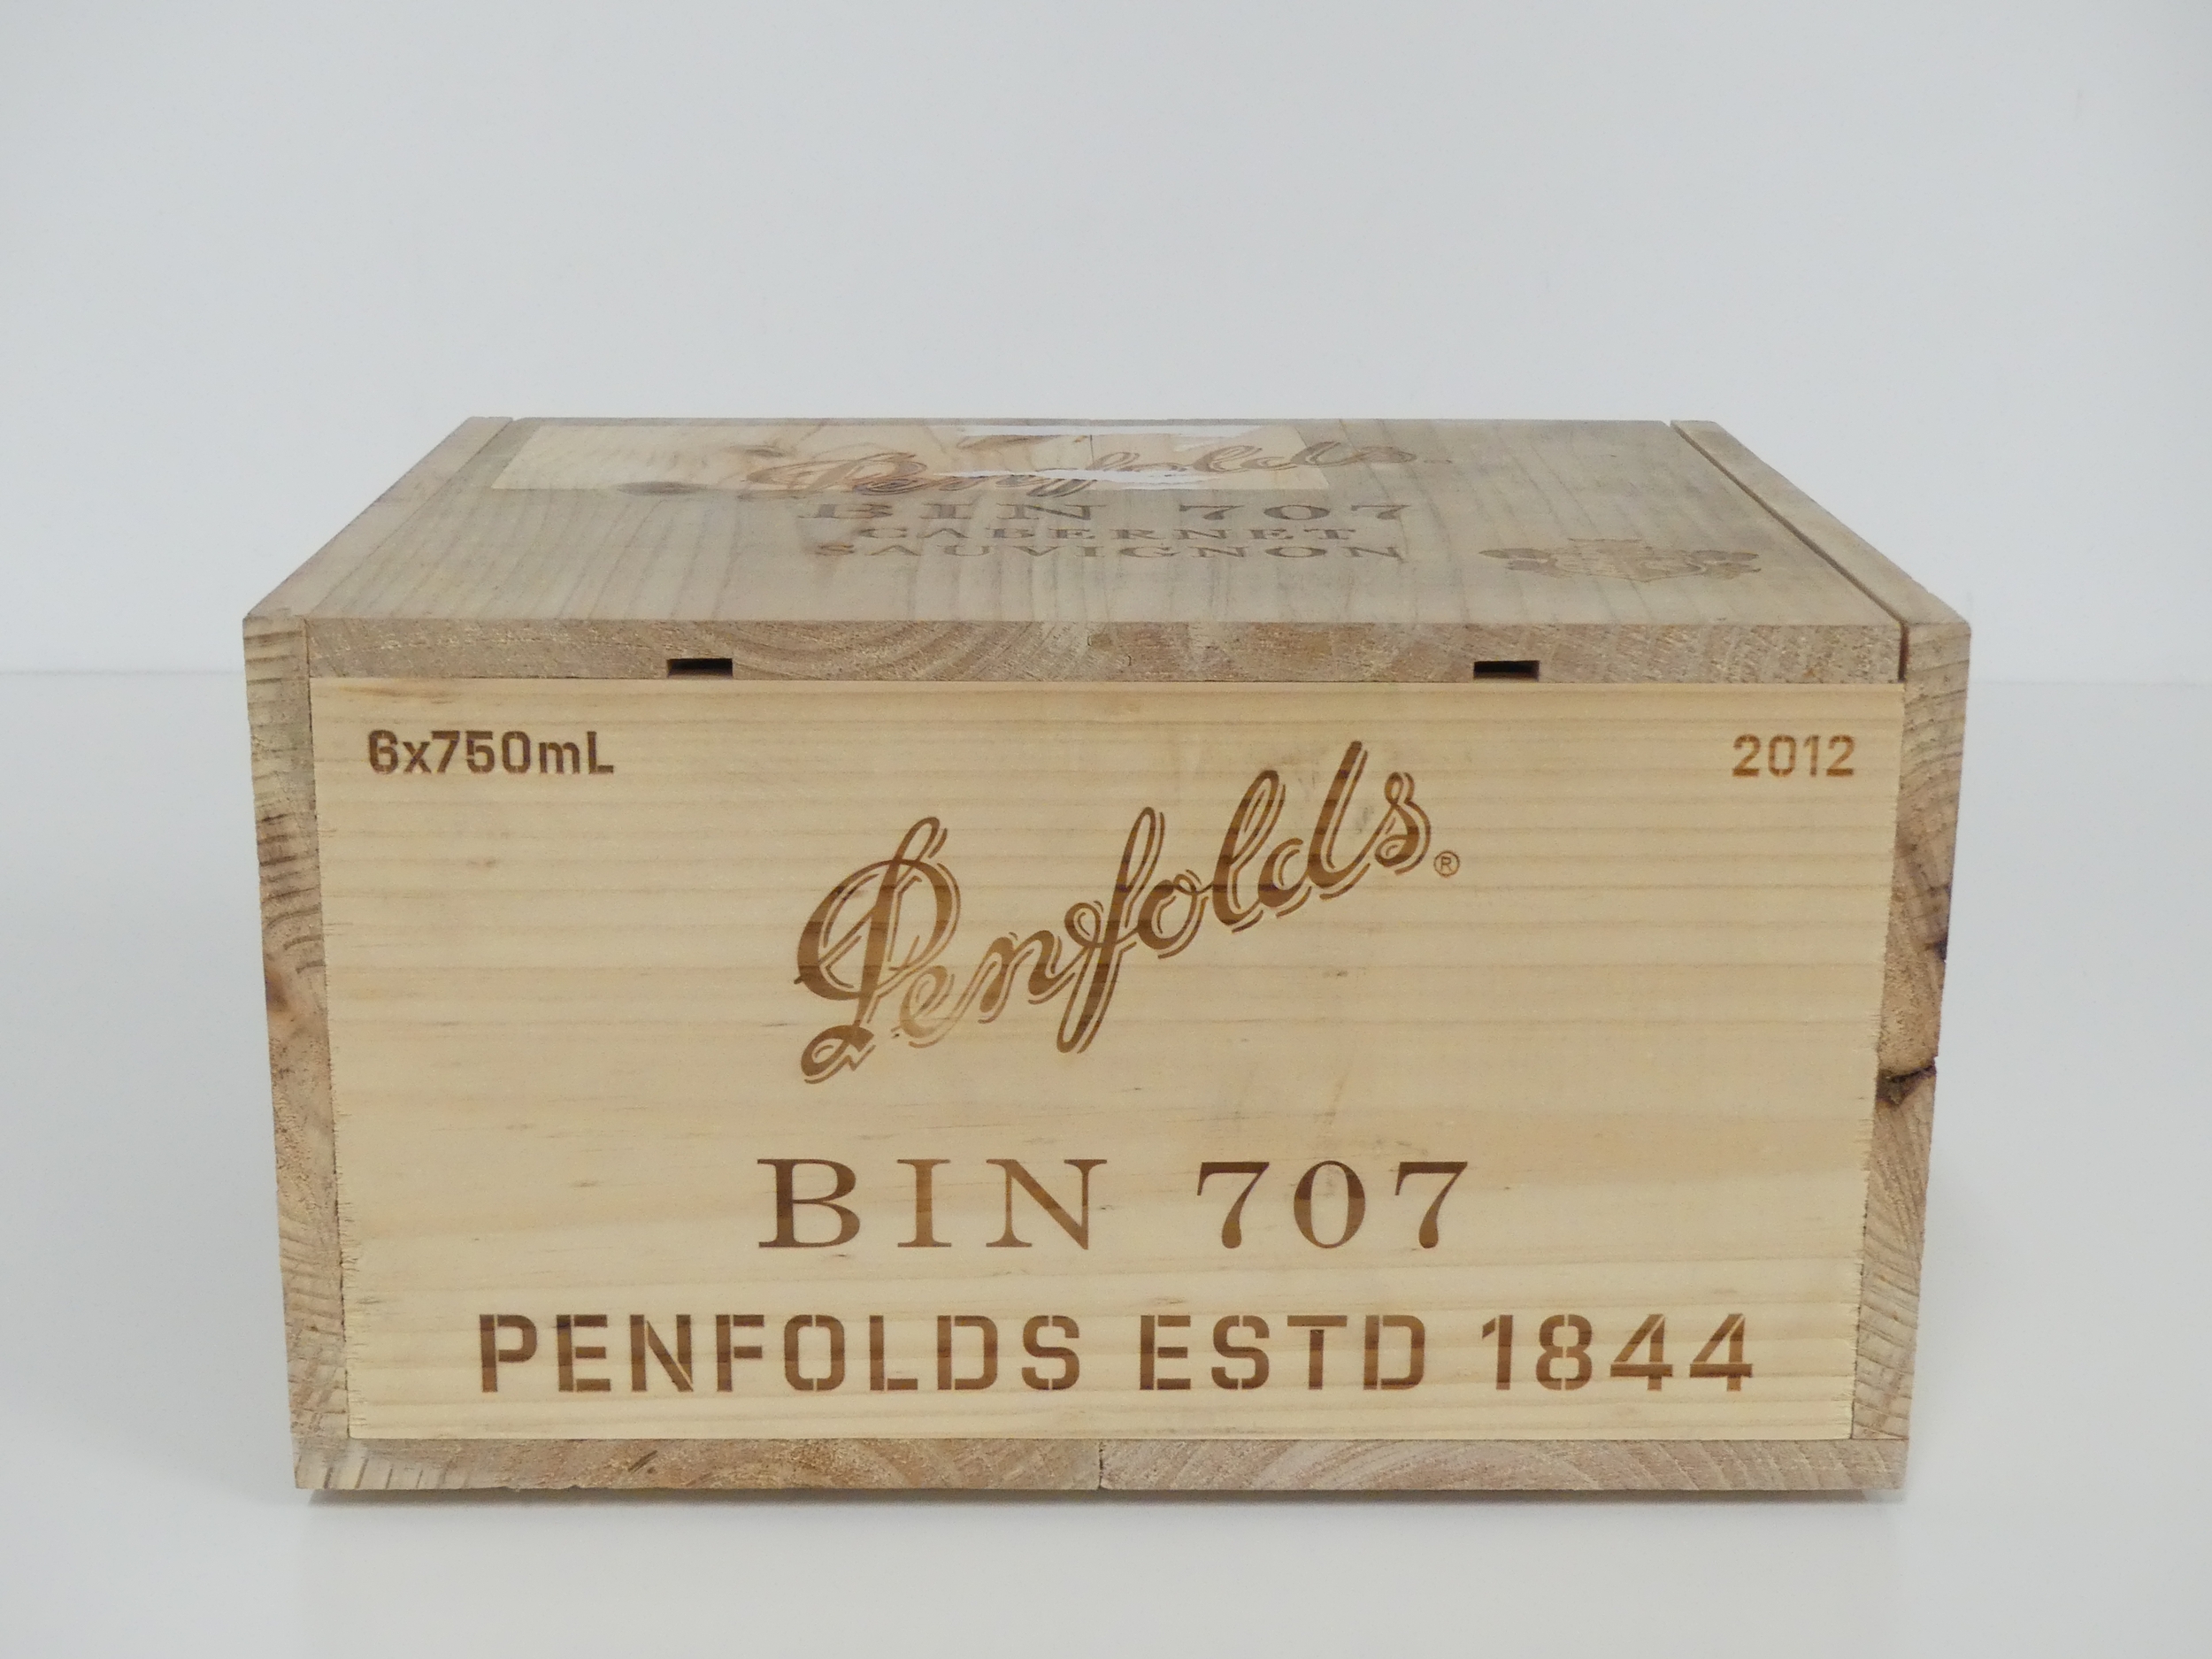 Penfolds
BIN 707
CABERNET
SAUVIGNON
6x750mL
2012
Penfolds®
BIN 707
PENFOLDS ESTD 1844